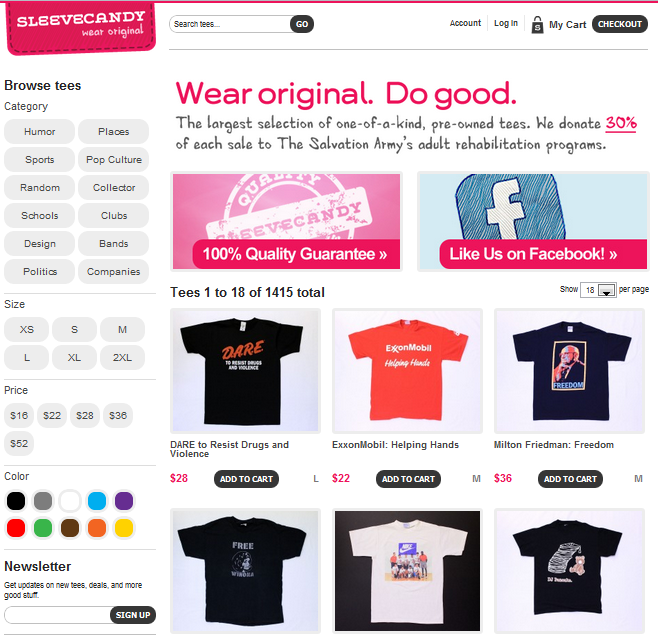 SLEEVECANDY
wear original
Search tees...
GO
Account
Log In
S
My Cart
CHECKOUT
Wear original. Do good.
The largest selection of one-of-a-kind, pre-owned tees. We donate 30%
of each sale to The Salvation Army's adult rehabilitation programs.
Browse tees
Category
Humor
Places
Sports
Pop Culture
Random
Collector
Schools
Clubs
Design
Bands
Politics
Companies
Size
XS
S
M
L
XL
2XL
Price
$16
$22
$28
$36
$52
Color
Newsletter
Get updates on new tees, deals, and more
good stuff.
SIGN UP
QUALITY
SLEEVECANDY
100% Quality Guarantee »
f
Like Us on Facebook! »
Tees 1 to 18 of 1415 total
Show
18
per page
DARE
TO RESIST DRUGS
AND VIOLENCE
ExxonMobil
Helping Hands
FREEDOM
DARE to Resist Drugs and
Violence
ExxonMobil: Helping Hands
Milton Friedman: Freedom
$28
ADD TO CART
L
$22
ADD TO CART
M
$36
ADD TO CART
M
FREE
WINONA